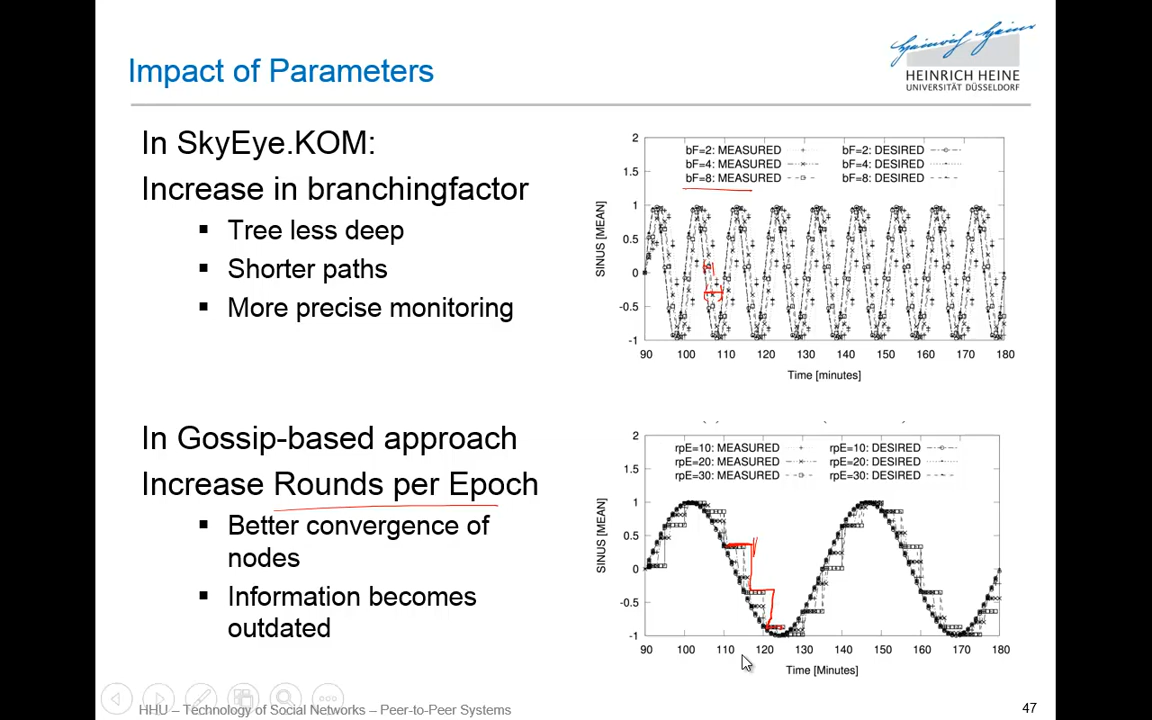 Impact of Parameters
Heinrich Heine
HEINRICH HEINE
UNIVERSITÄT DÜSSELDORF
In SkyEye.KOM:
Increase in branchingfactor
▪ Tree less deep
▪ Shorter paths
▪ More precise monitoring
2
1.5
1
0.5
0
-0.5
-1
SINUS [MEAN]
bF=2: MEASURED bF=2: DESIRED
bF=4: MEASURED bF=4: DESIRED
bF=8: MEASURED bF=8: DESIRED
90 100 110 120 130 140 150 160 170 180
Time [minutes]
In Gossip-based approach
Increase Rounds per Epoch
▪ Better convergence of
nodes
▪ Information becomes
outdated
2
1.5
1
0.5
0
-0.5
-1
SINUS [MEAN]
rpE=10: MEASURED rpE=10: DESIRED
rpE=20: MEASURED rpE=20: DESIRED
rpE=30: MEASURED rpE=30: DESIRED
90 100 110 120 130 140 150 160 170 180
Time [Minutes]
HHU – Technology of Social Networks – Peer-to-Peer Systems
47